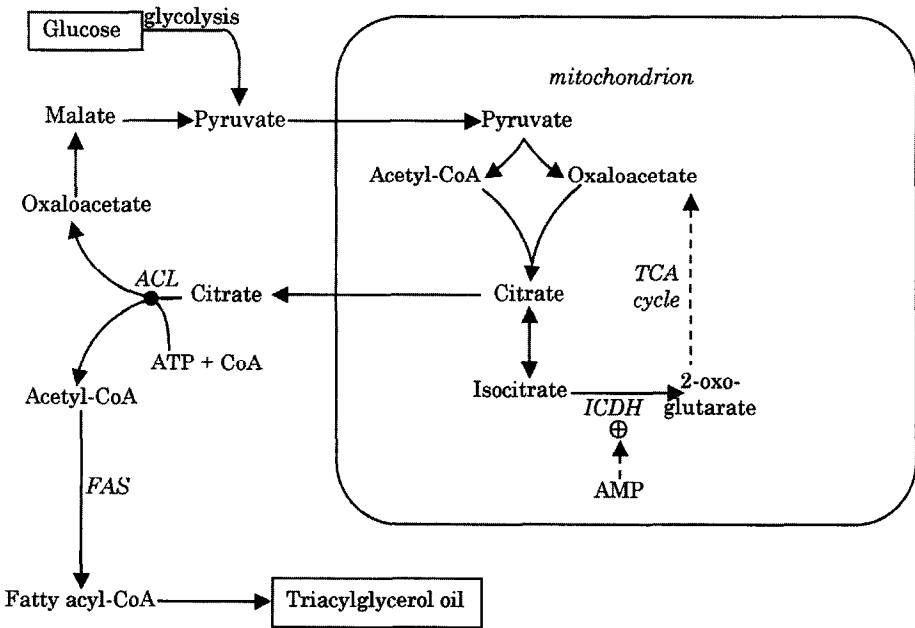 glycolysis
Glucose
mitochondrion
Malate
Pyruvate
Pyruvate
Acetyl-CoA
Oxaloacetate
Oxaloacetate
TCA
cycle
ACL
Citrate
Citrate
ATP + CoA
Acetyl-CoA
Isocitrate
2-oxo-
glutarate
ICDH
⊕
AMP
FAS
Fatty acyl-CoA
Triacylglycerol oil